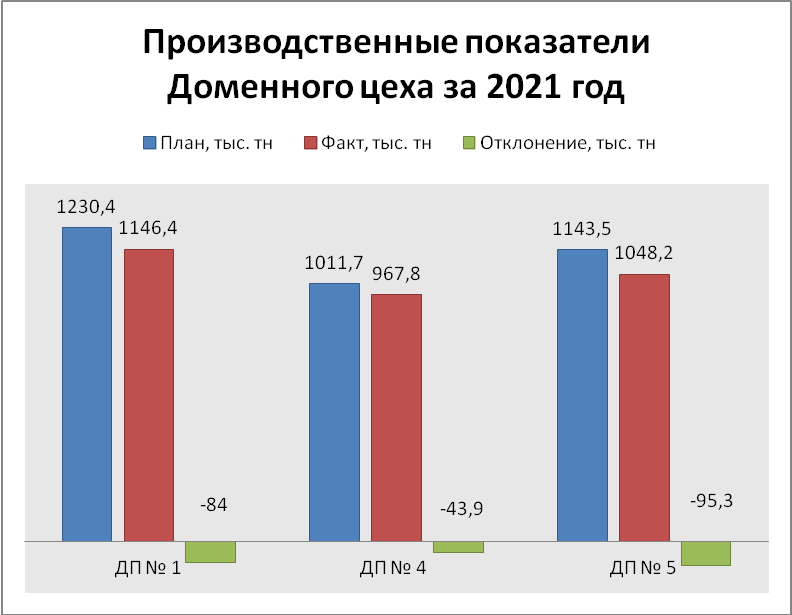 Производственные показатели
Доменного цеха за 2021 год
План, тыс. тн Факт, тыс. тн Отклонение, тыс. тн
1230,4
1146,4
-84
1011,7
967,8
-43,9
1143,5
1048,2
-95,3
ДП № 1 ДП № 4 ДП № 5